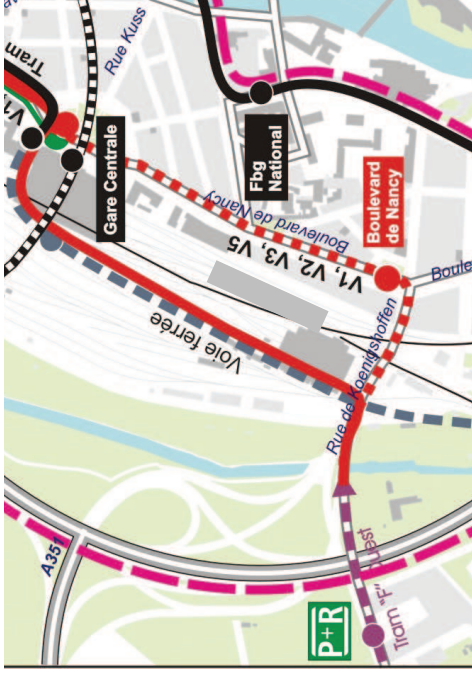 Tram
Rue Kuss
Gare Centrale
Fbg
National
Boulevard de Nancy
V1, V2, V3, V5
Boulevard
de Nancy
Boule
Voie ferrée
Rue de Koenigshoffen
A351
P+R
Tram "F" Ouest